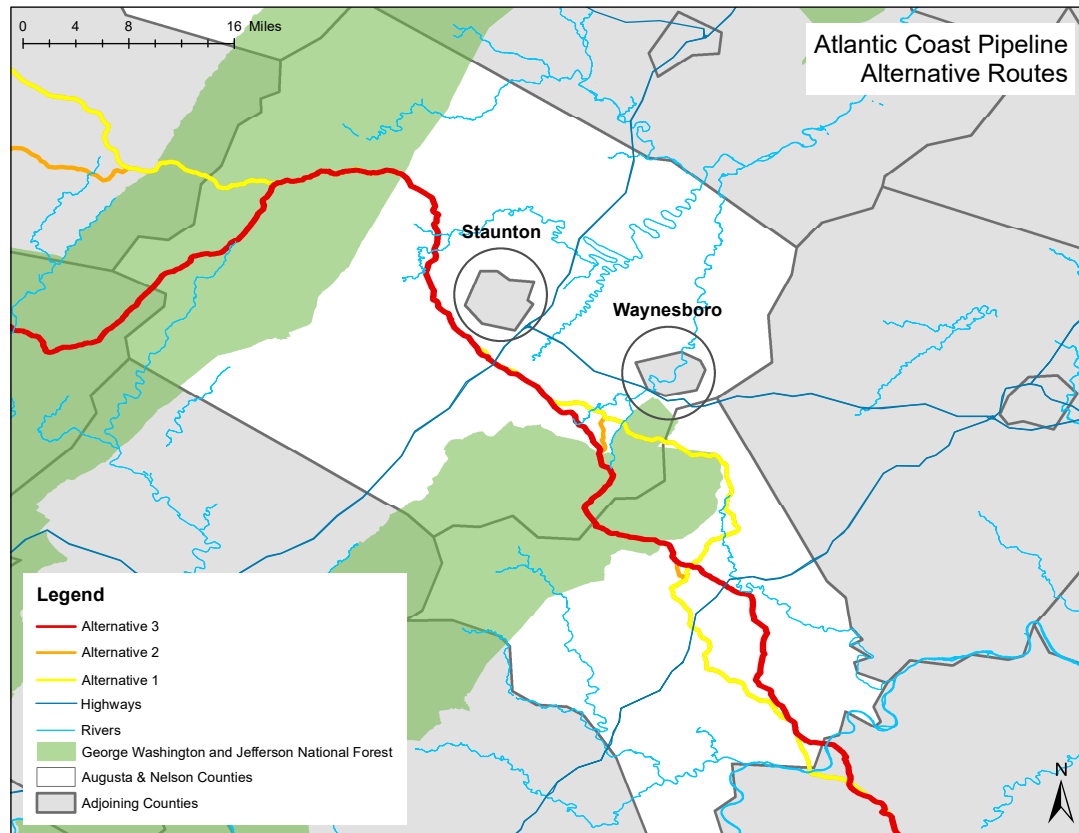 0 4 8 16 Miles
Atlantic Coast Pipeline
Alternative Routes
Staunton
Waynesboro
Legend
Alternative 3
Alternative 2
Alternative 1
Highways
Rivers
George Washington and Jefferson National Forest
Augusta & Nelson Counties
Adjoining Counties
N